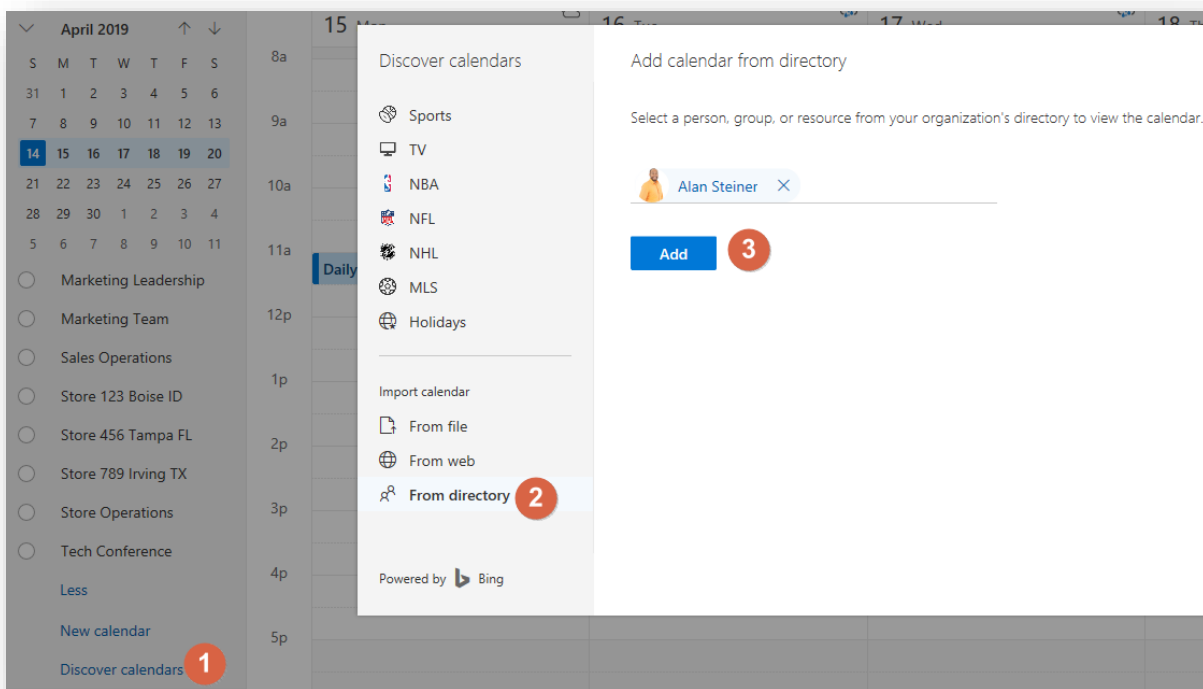 April 2019
S M T W T F S
31 1 2 3 4 5 6
7 8 9 10 11 12 13
14 15 16 17 18 19 20
21 22 23 24 25 26 27
28 29 30 1 2 3 4
5 6 7 8 9 10 11
Marketing Leadership
Marketing Team
Sales Operations
Store 123 Boise ID
Store 456 Tampa FL
Store 789 Irving TX
Store Operations
Tech Conference
Less
New calendar
Discover calendars 1
15 Mon
16 Tue
17 Wed
18
8a
9a
10a
11a
12p
1p
2p
3p
4p
5p
Daily
Discover calendars
Sports
TV
NBA
NFL
NHL
MLS
Holidays
Import calendar
From file
From web
From directory 2
Powered by Bing
Add calendar from directory
Select a person, group, or resource from your organization's directory to view the calendar.
Alan Steiner
Add 3